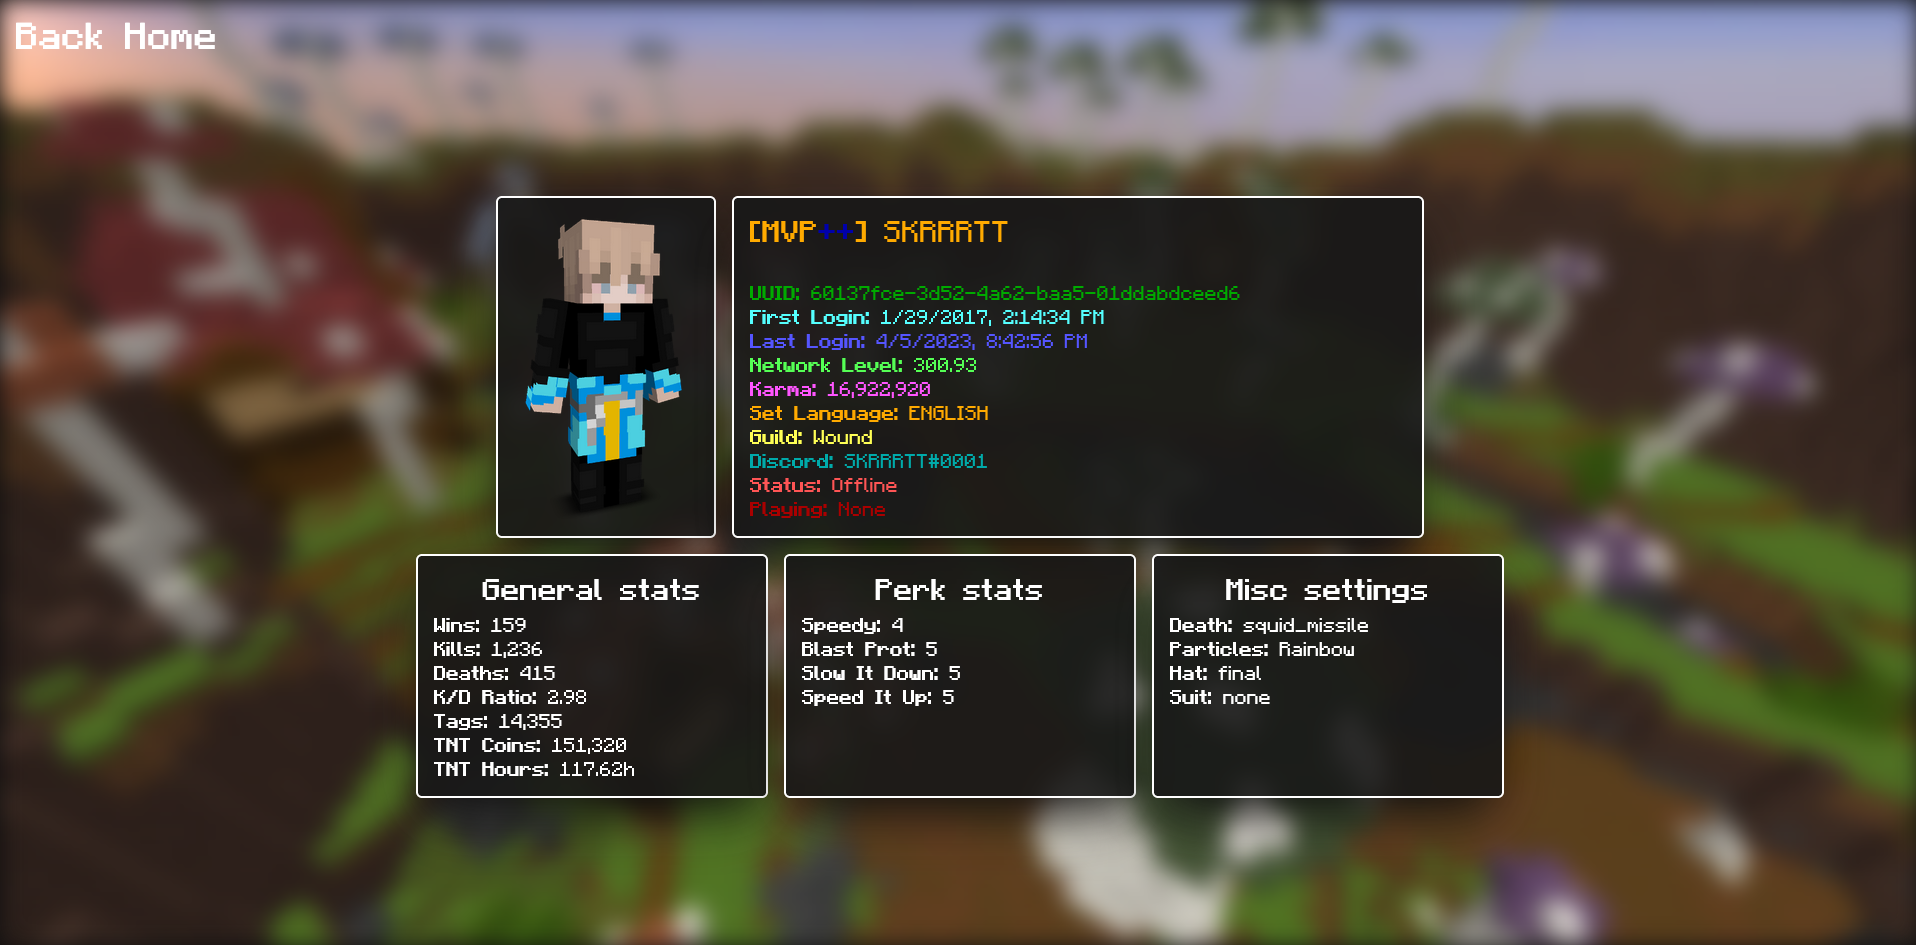 Back Home
[MVP++] SKRRRTT
UUID: 60137fce-3d52-4a62-baa5-01ddabdceed6
First Login: 1/29/2017, 2:14:34 PM
Last Login: 4/5/2023, 8:42:56 PM
Network Level: 300.93
Karma: 16,922,920
Set Language: ENGLISH
Guild: Wound
Discord: SKRRRTT#0001
Status: Offline
Playing: None
General stats
Wins: 159
Kills: 1,236
Deaths: 415
K/D Ratio: 2.98
Tags: 14,355
TNT Coins: 151,320
TNT Hours: 117.62h
Perk stats
Speedy: 4
Blast Prot: 5
Slow It Down: 5
Speed It Up: 5
Misc settings
Death: squid_missile
Particles: Rainbow
Hat: final
Suit: none